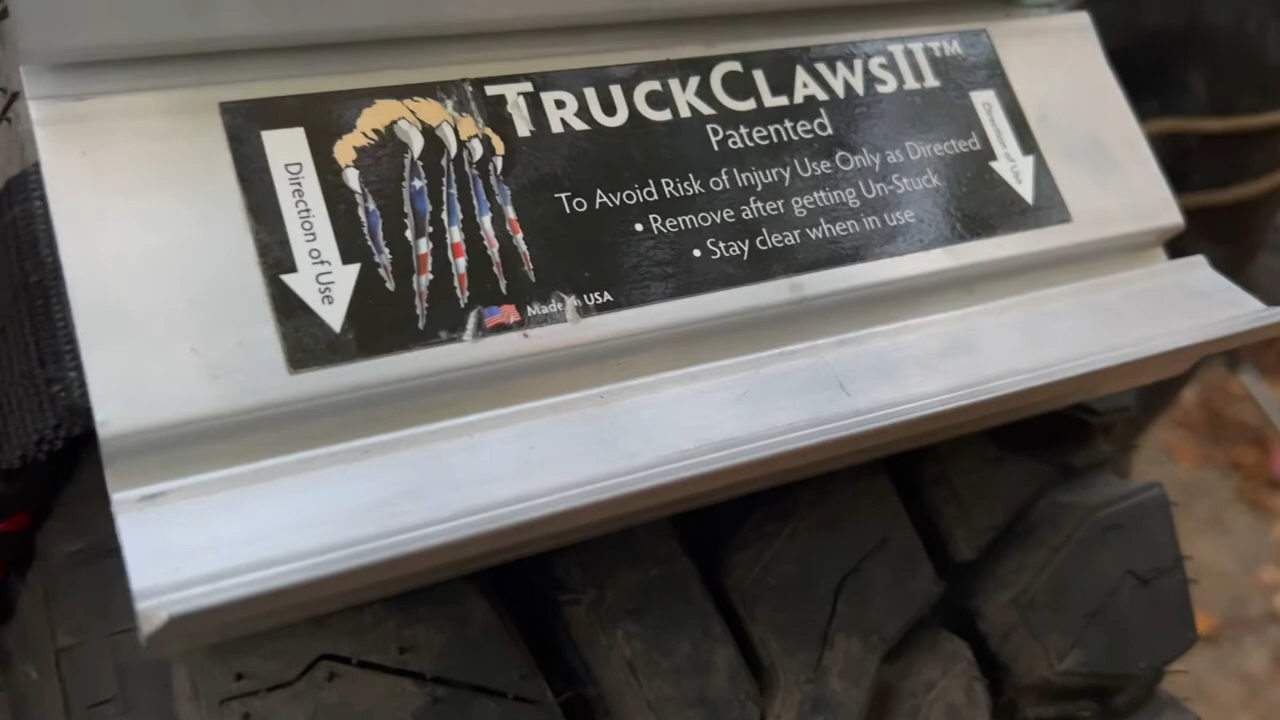 TRUCKCLAWSII™
Patented
To Avoid Risk of Injury Use Only as Directed
• Remove after getting Un-Stuck
• Stay clear when in use
Direction of Use
Direction of Use
Made in USA